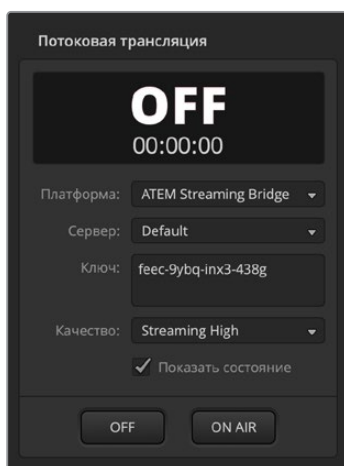 Потоковая трансляция
OFF
00:00:00
Платформа: ATEM Streaming Bridge
Сервер: Default
Ключ: feec-9ybq-inx3-438g
Качество: Streaming High
Показать состояние
OFF ON AIR